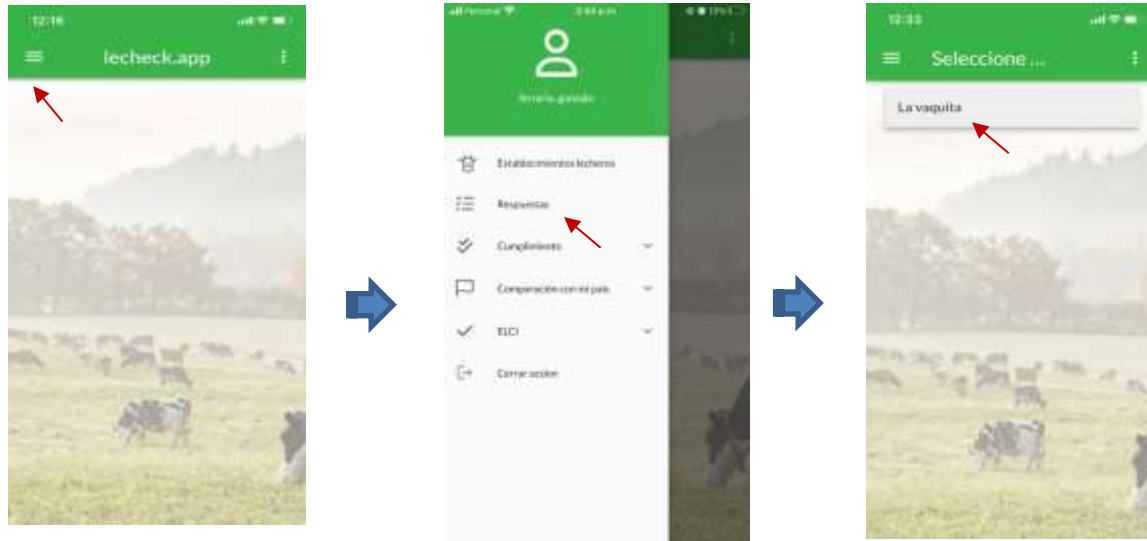 12:16
lecheck.app
Establecimientos lecheros
Respuestas
Cumplimiento
Comparación con mi país
ELCI
Cerrar sesión
12:33
Seleccione ...
La vaquita